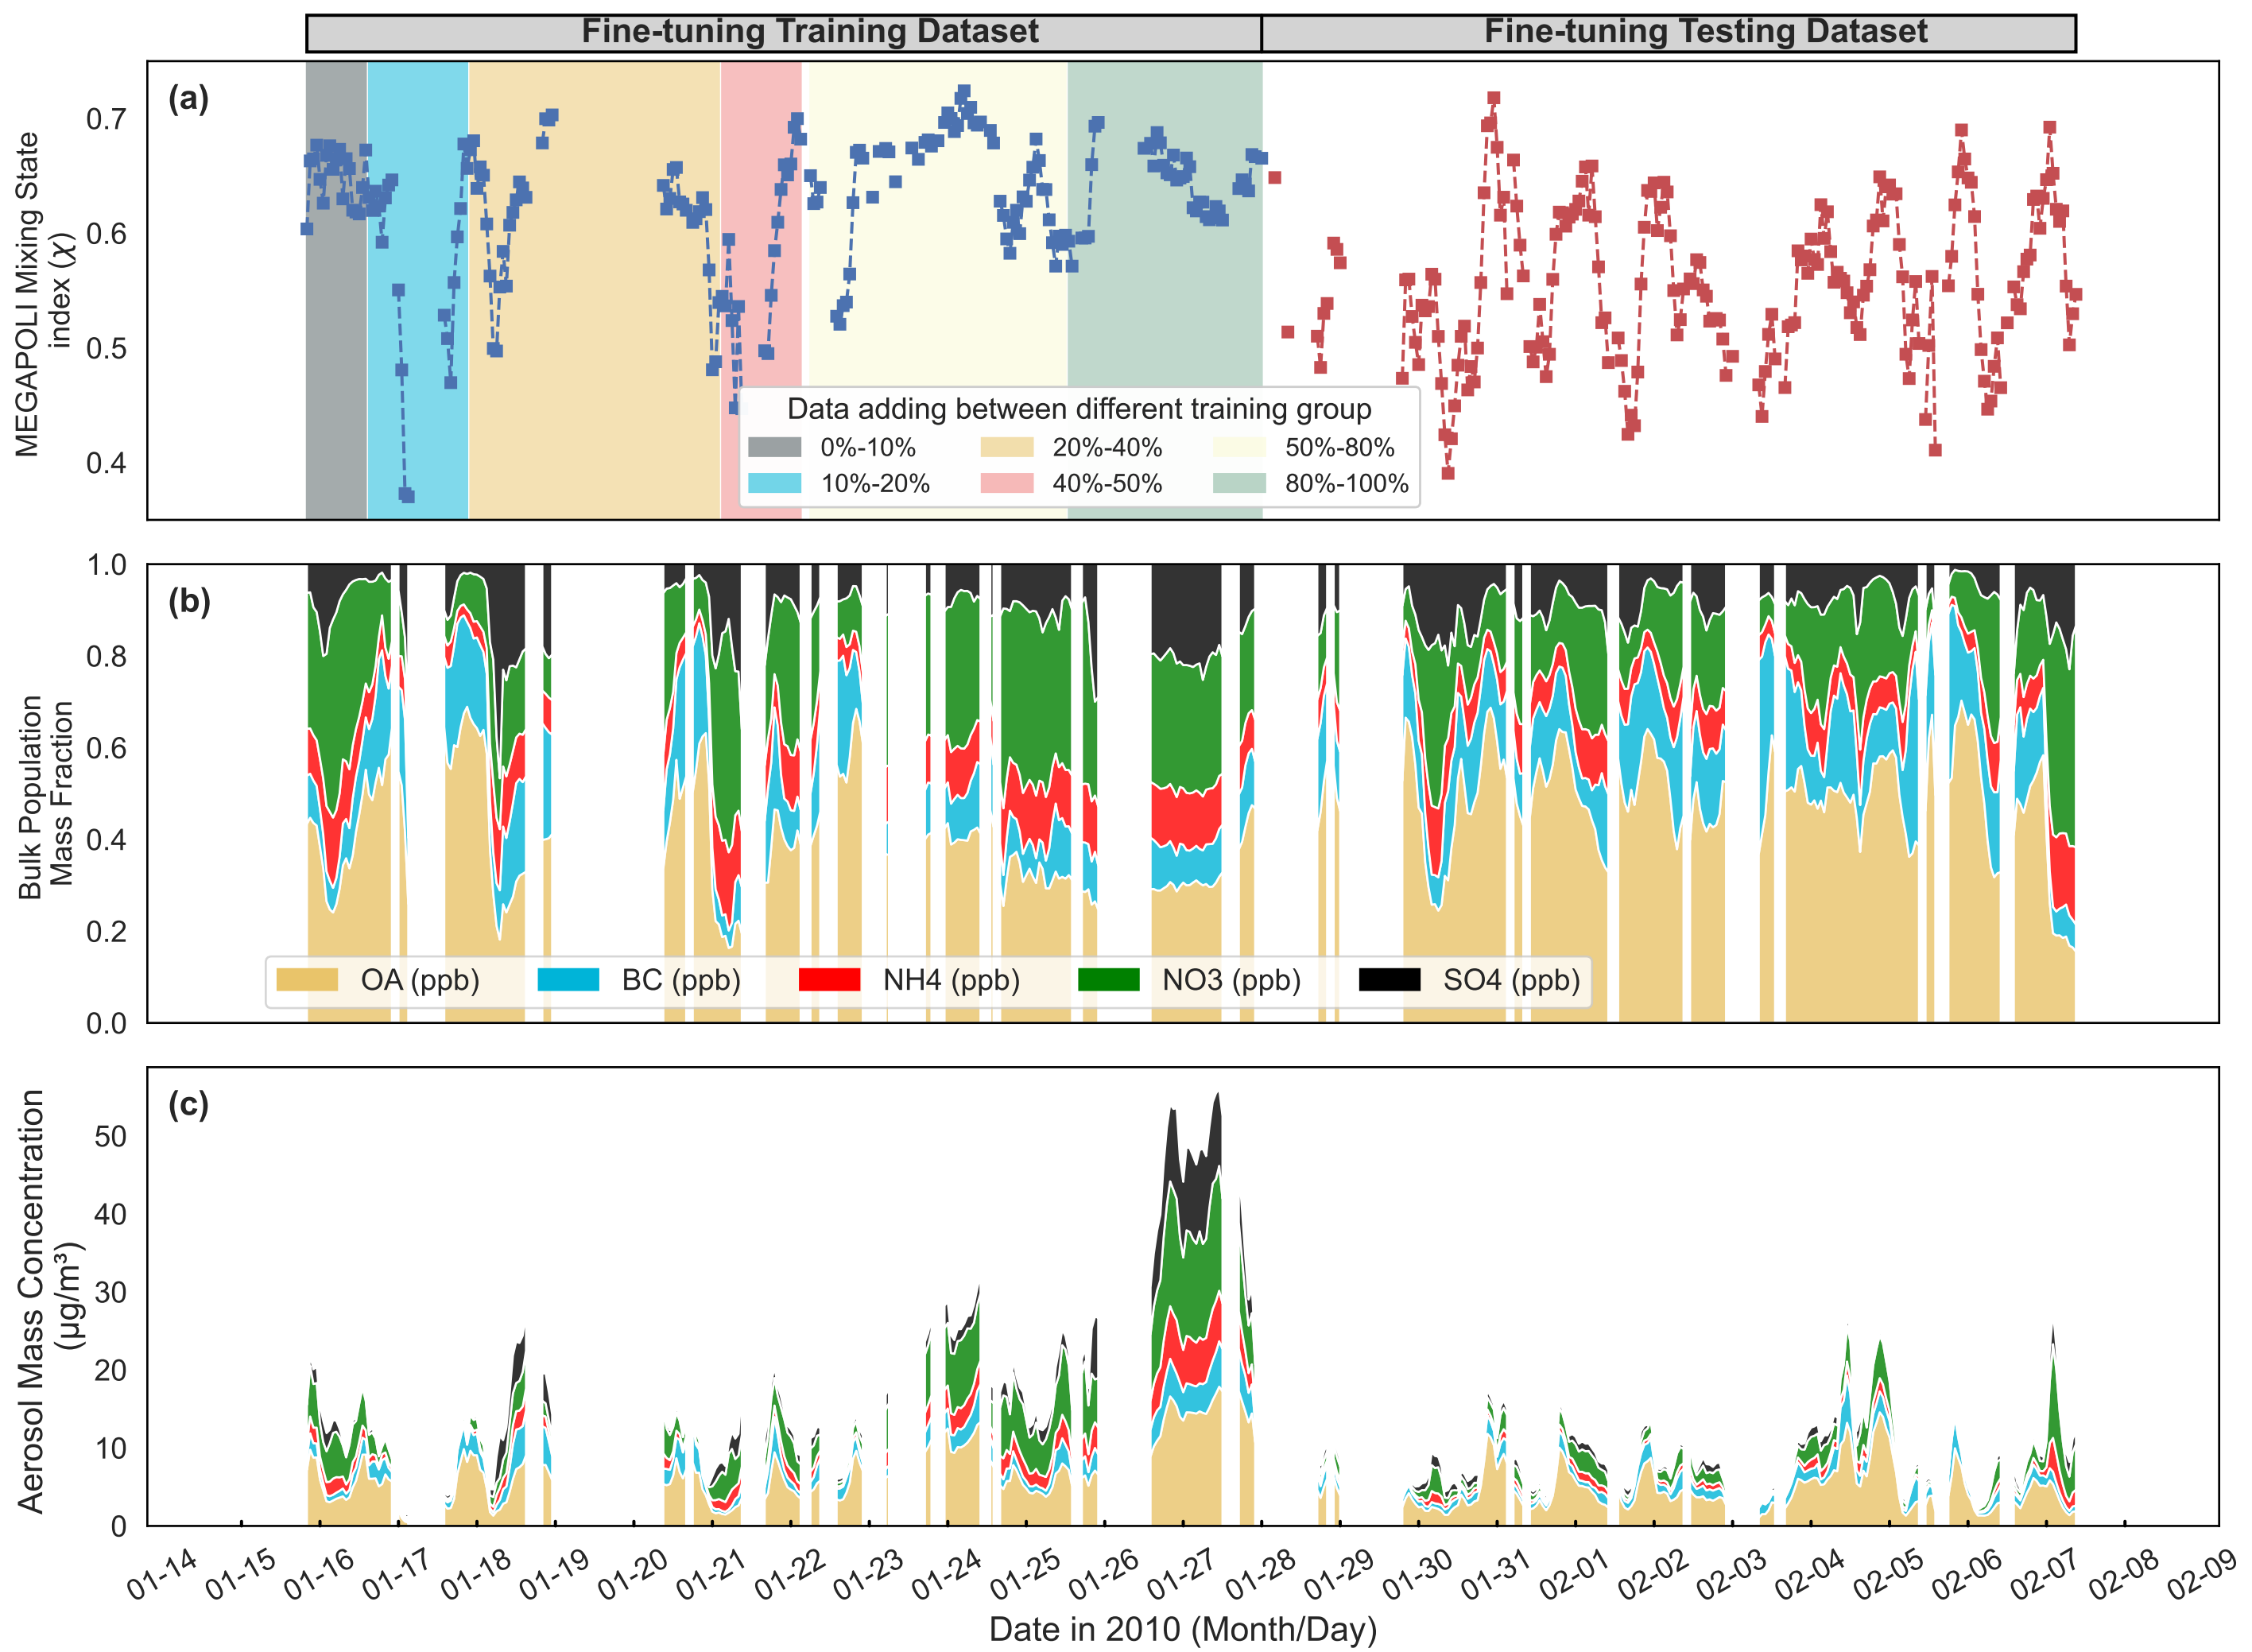 Fine-tuning Training Dataset
Fine-tuning Testing Dataset
(a)
MEGAPOLI Mixing State
index (χ)
0.7
0.6
0.5
0.4
Data adding between different training group
0%-10%
20%-40%
50%-80%
10%-20%
40%-50%
80%-100%
(b)
Bulk Population
Mass Fraction
1.0
0.8
0.6
0.4
0.2
0.0
OA (ppb)
BC (ppb)
NH4 (ppb)
NO3 (ppb)
SO4 (ppb)
(c)
Aerosol Mass Concentration
(μg/m³)
50
40
30
20
10
0
01-14
01-15
01-16
01-17
01-18
01-19
01-20
01-21
01-22
01-23
01-24
01-25
01-26
01-27
01-28
01-29
01-30
01-31
02-01
02-02
02-03
02-04
02-05
02-06
02-07
02-08
02-09
Date in 2010 (Month/Day)